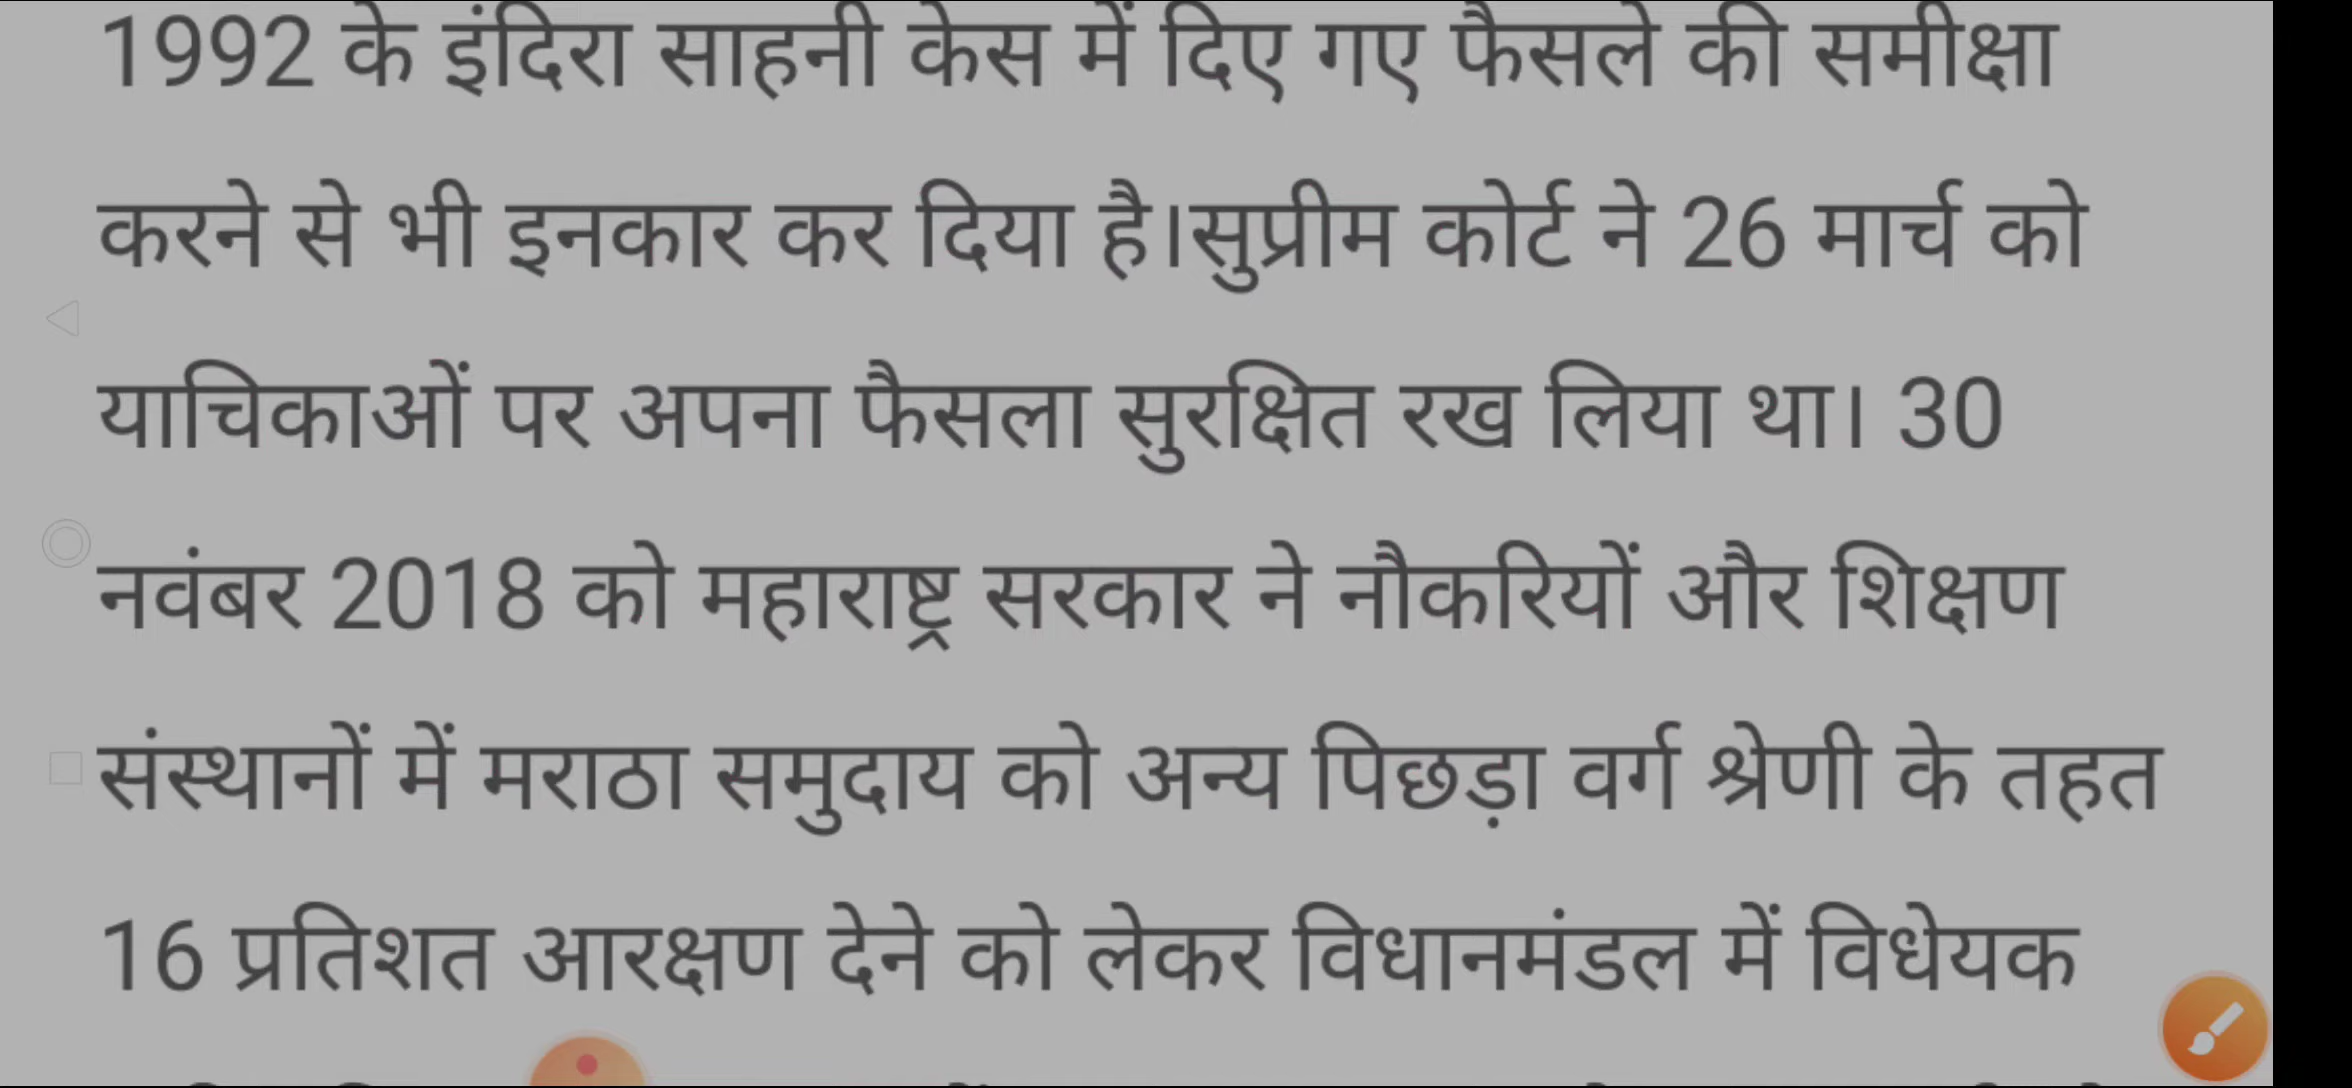 1992 के इंदिरा साहनी केस में दिए गए फैसले की समीक्षा
करने से भी इनकार कर दिया है।सुप्रीम कोर्ट ने 26 मार्च को
याचिकाओं पर अपना फैसला सुरक्षित रख लिया था। 30
नवंबर 2018 को महाराष्ट्र सरकार ने नौकरियों और शिक्षण
संस्थानों में मराठा समुदाय को अन्य पिछड़ा वर्ग श्रेणी के तहत
16 प्रतिशत आरक्षण देने को लेकर विधानमंडल में विधेयक